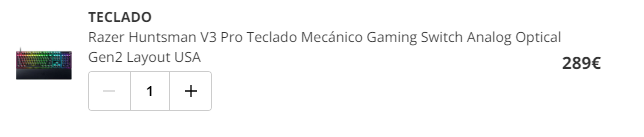 TECLADO
Razer Huntsman V3 Pro Teclado Mecánico Gaming Switch Analog Optical
Gen2 Layout USA
289€
1